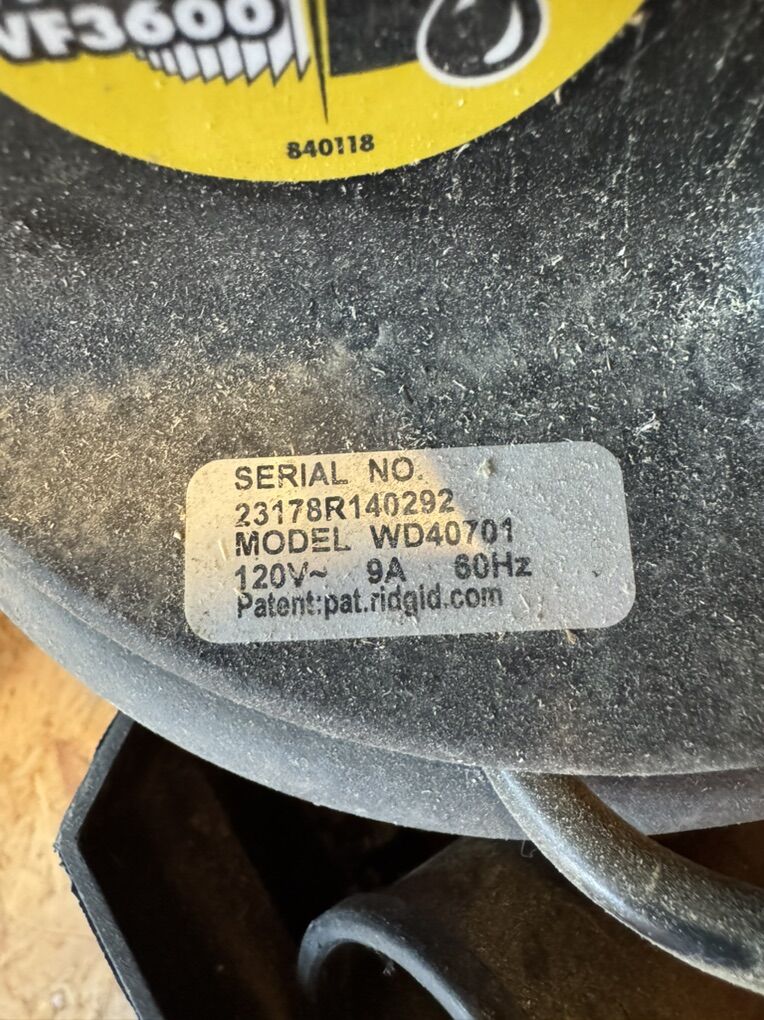 VF3600
840118
SERIAL NO.
23178R140292
MODEL WD40701
120V~ 9A 60Hz
Patent:pat.ridgid.com